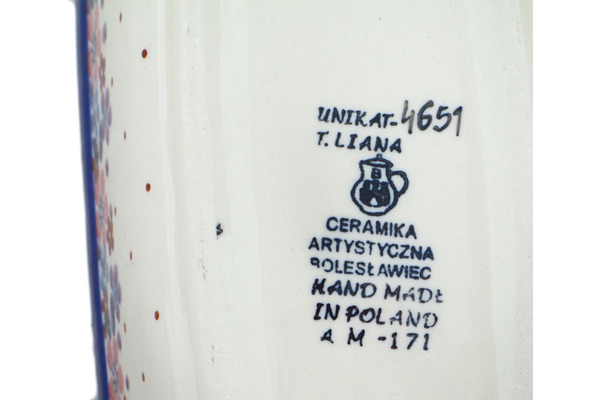 UNIKAT-4651
T. LIANA
B
CERAMIKA
ARTYSTYCZNA
BOLESŁAWIEC
HAND MADE
IN POLAND
A M -171